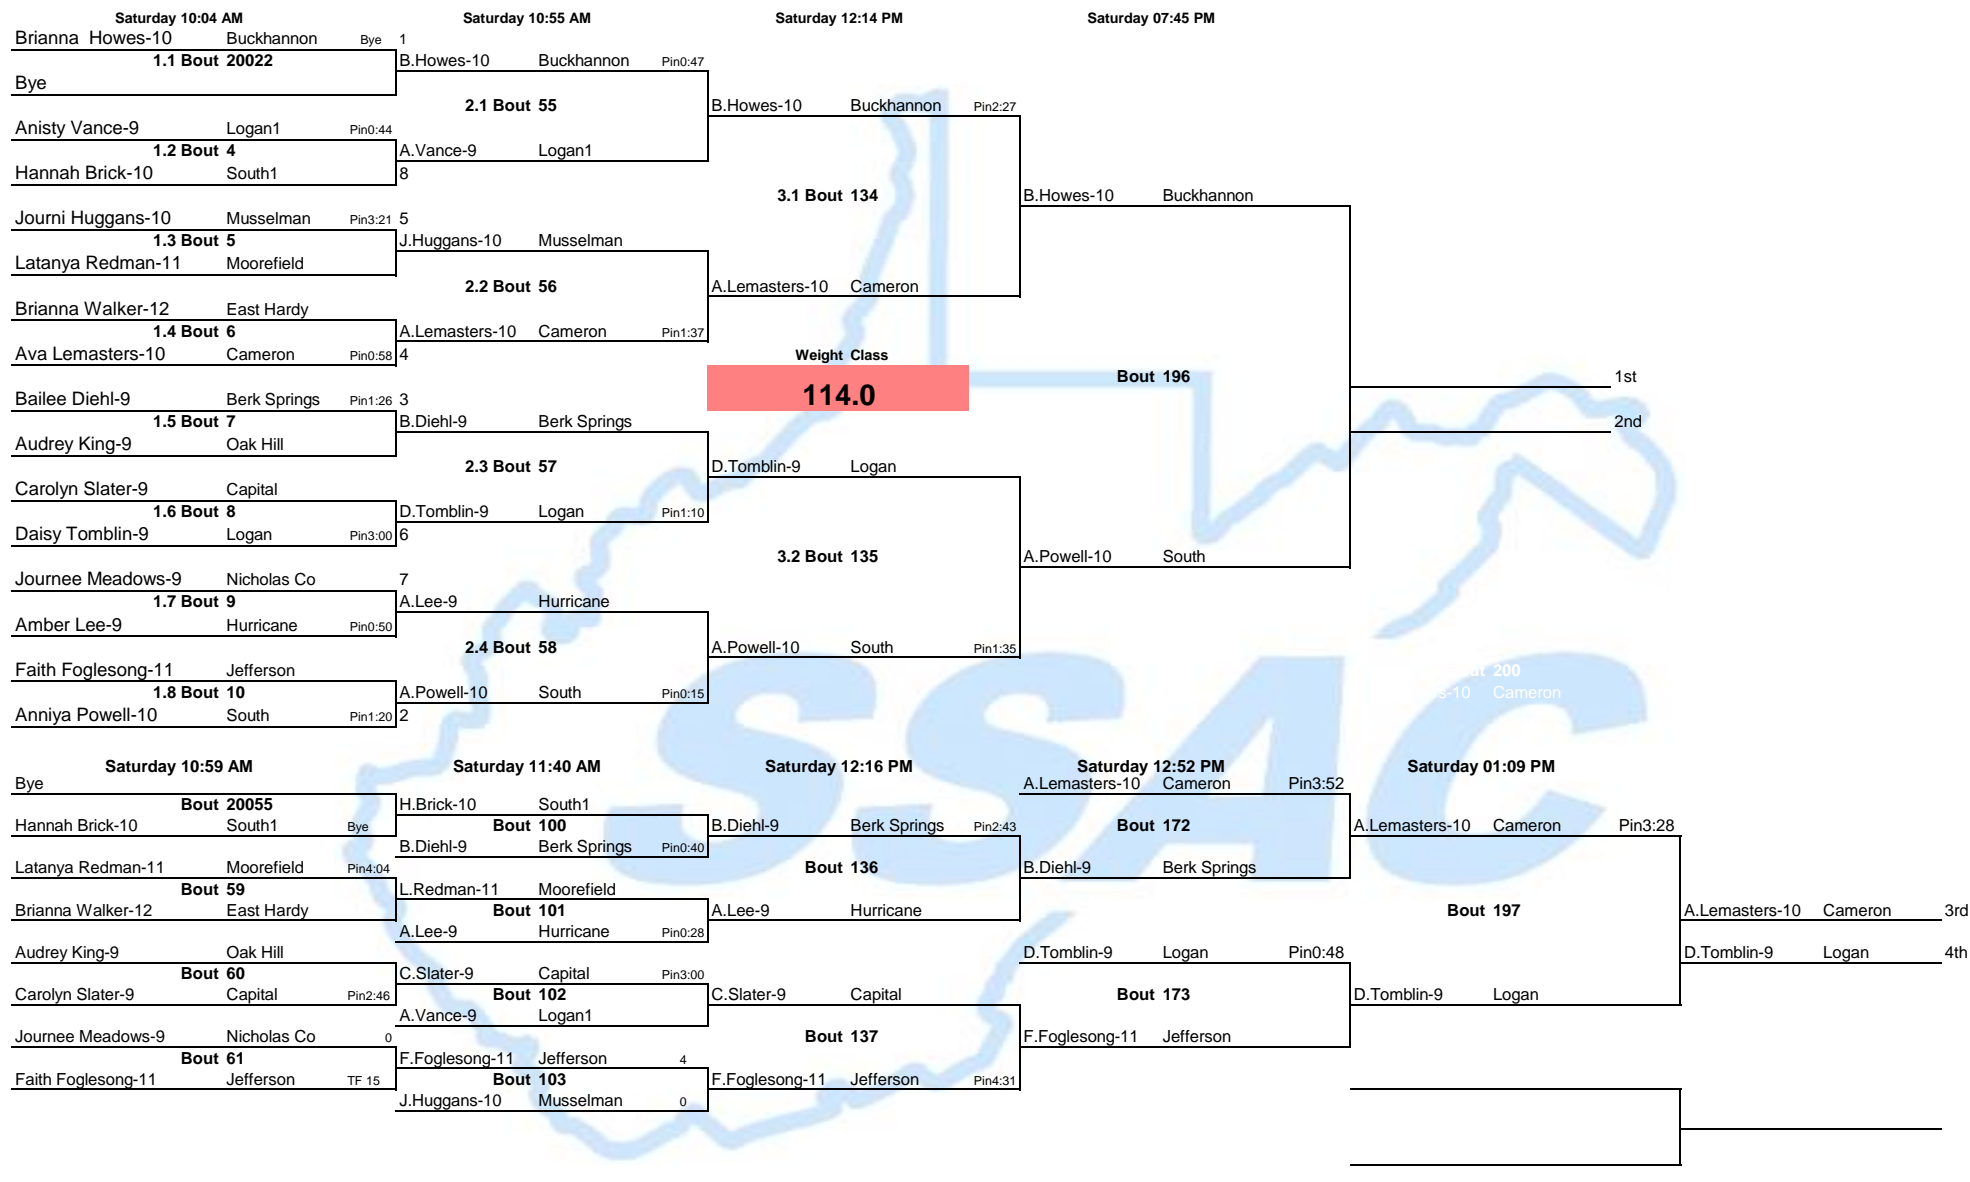 Saturday 10:04 AM Saturday 10:55 AM Saturday 12:14 PM Saturday 07:45 PM
Brianna Howes-10 Buckhannon Bye 1
1.1 Bout 20022 B.Howes-10 Buckhannon Pin0:47
Bye
2.1 Bout 55 B.Howes-10 Buckhannon Pin2:27
Anisty Vance-9 Logan1 Pin0:44
1.2 Bout 4 A.Vance-9 Logan1
Hannah Brick-10 South1 8
3.1 Bout 134 B.Howes-10 Buckhannon
Journi Huggans-10 Musselman Pin3:21 5
1.3 Bout 5 J.Huggans-10 Musselman
Latanya Redman-11 Moorefield
2.2 Bout 56 A.Lemasters-10 Cameron
Brianna Walker-12 East Hardy
1.4 Bout 6 A.Lemasters-10 Cameron Pin1:37
Ava Lemasters-10 Cameron Pin0:58 4 Weight Class
Bout 196 1st
Bailee Diehl-9 Berk Springs Pin1:26 3 114.0
1.5 Bout 7 B.Diehl-9 Berk Springs 2nd
Audrey King-9 Oak Hill
2.3 Bout 57 D.Tomblin-9 Logan
Carolyn Slater-9 Capital
1.6 Bout 8 D.Tomblin-9 Logan Pin1:10
Daisy Tomblin-9 Logan Pin3:00 6
3.2 Bout 135 A.Powell-10 South
Journee Meadows-9 Nicholas Co 7
1.7 Bout 9 A.Lee-9 Hurricane
Amber Lee-9 Hurricane Pin0:50
2.4 Bout 58 A.Powell-10 South Pin1:35
Faith Foglesong-11 Jefferson 200
1.8 Bout 10 A.Powell-10 South Pin0:15 Cameron
Anniya Powell-10 South Pin1:20 2
SSAC
Saturday 10:59 AM Saturday 11:40 AM Saturday 12:16 PM Saturday 12:52 PM Saturday 01:09 PM
Bye A.Lemasters-10 Cameron Pin3:52
Bout 20055 H.Brick-10 South1
Hannah Brick-10 South1 Bye Bout 100 B.Diehl-9 Berk Springs Pin2:43 Bout 172 A.Lemasters-10 Cameron Pin3:28
B.Diehl-9 Berk Springs Pin0:40
Latanya Redman-11 Moorefield Pin4:04 Bout 136 B.Diehl-9 Berk Springs
Bout 59 L.Redman-11 Moorefield
Brianna Walker-12 East Hardy Bout 101 A.Lee-9 Hurricane Bout 197 A.Lemasters-10 Cameron 3rd
A.Lee-9 Hurricane Pin0:28
Audrey King-9 Oak Hill D.Tomblin-9 Logan Pin0:48 D.Tomblin-9 Logan 4th
Bout 60 C.Slater-9 Capital Pin3:00
Carolyn Slater-9 Capital Pin2:46 Bout 102 C.Slater-9 Capital Bout 173 D.Tomblin-9 Logan
A.Vance-9 Logan1
Journee Meadows-9 Nicholas Co 0 Bout 137 F.Foglesong-11 Jefferson
Bout 61 F.Foglesong-11 Jefferson 4
Faith Foglesong-11 Jefferson TF 15 Bout 103 F.Foglesong-11 Jefferson Pin4:31
J.Huggans-10 Musselman 0